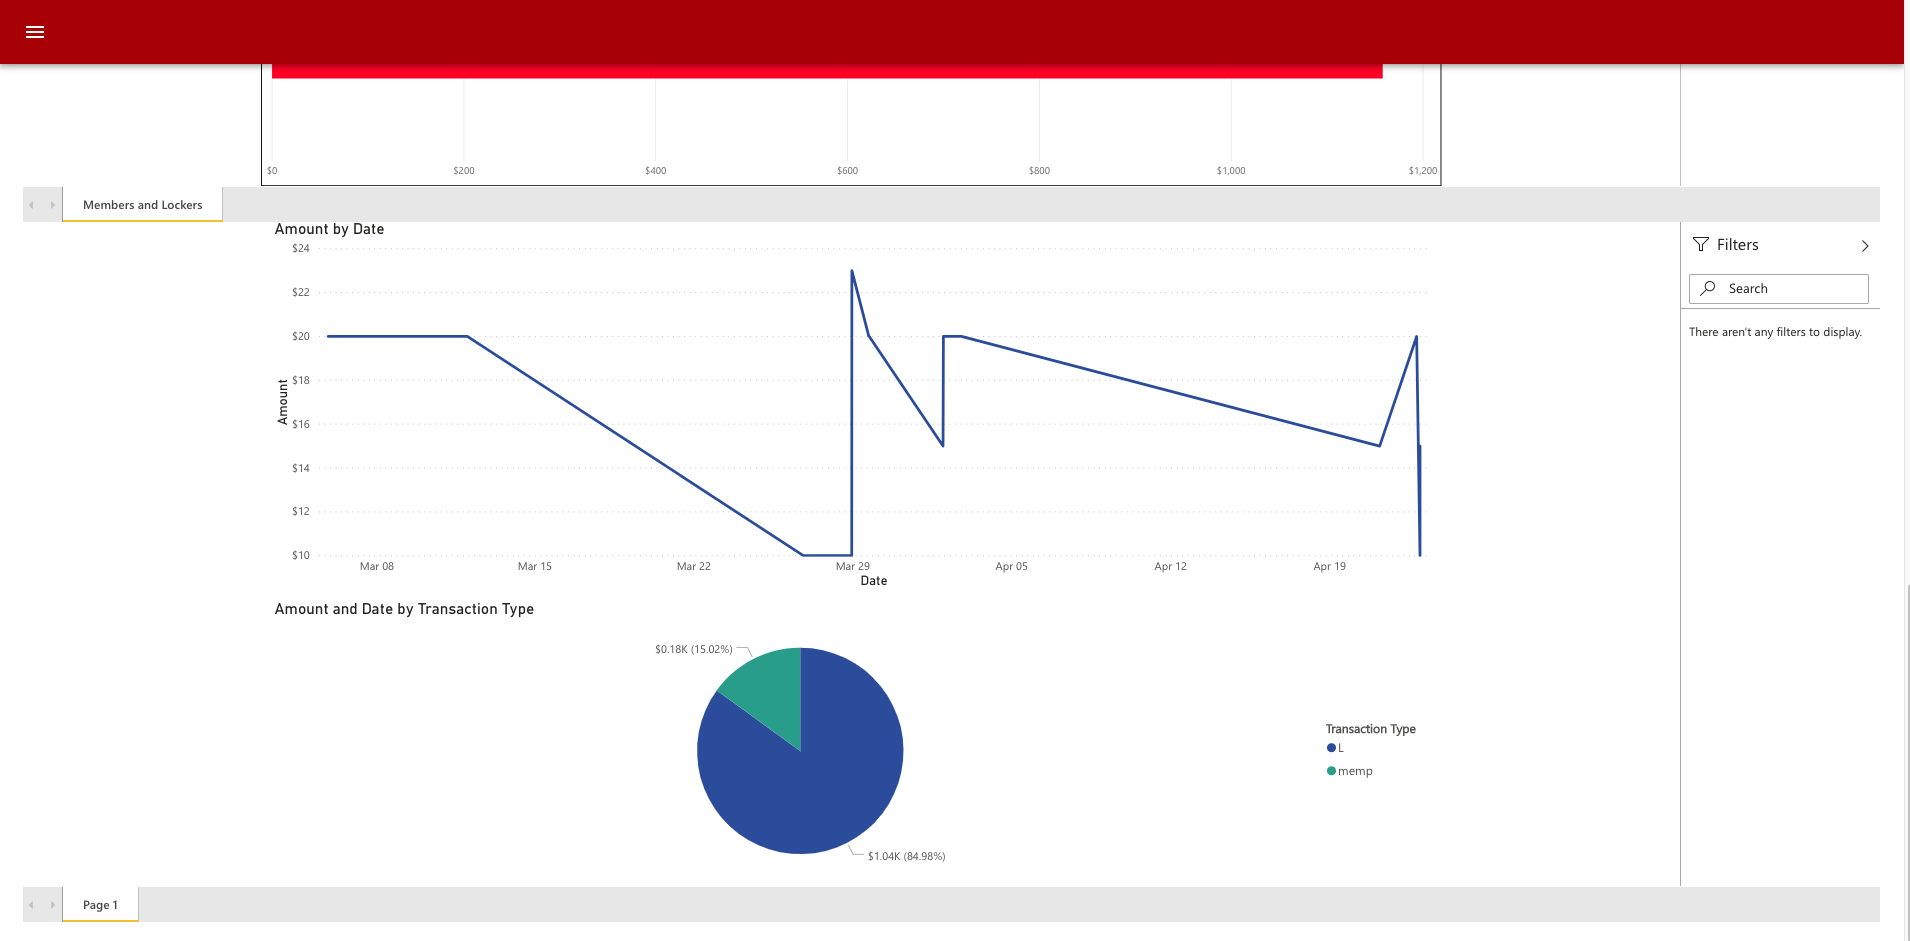 $0 $200 $400 $600 $800 $1,000 $1,200
Members and Lockers
Amount by Date
Filters
Search
There aren't any filters to display.
$24
$22
$20
$18
$16
$14
$12
$10
Amount
Mar 08 Mar 15 Mar 22 Mar 29 Apr 05 Apr 12 Apr 19
Date
Amount and Date by Transaction Type
$0.18K (15.02%)
$1.04K (84.98%)
Transaction Type
L
memp
Page 1